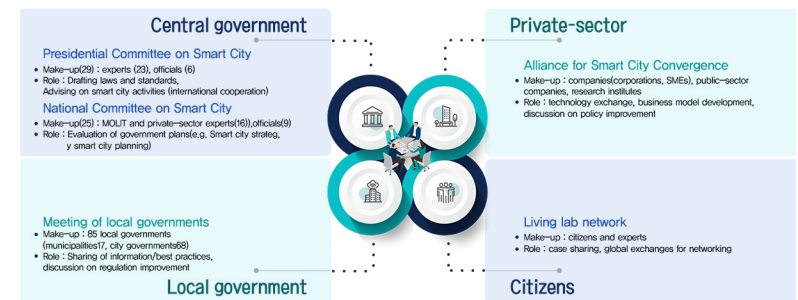 Central government
Presidential Committee on Smart City
• Make-up(29) : experts (23), officials (6)
• Role : Drafting laws and standards,
Advising on smart city activities (international cooperation)
National Committee on Smart City
• Make-up(25) : MOLIT and private-sector experts(16)),officials(9)
• Role : Evaluation of government plans(e.g. Smart city strateg,
y smart city planning)
Private-sector
Alliance for Smart City Convergence
• Make-up : companies(corporations, SMEs), public-sector
companies, research institutes
• Role : technology exchange, business model development,
discussion on policy improvement
Meeting of local governments
• Make-up : 85 local governments
(municipalities17, city governments68)
• Role : Sharing of information/best practices,
discussion on regulation improvement
Local government
Living lab network
• Make-up : citizens and experts
• Role : case sharing, global exchanges for networking
Citizens